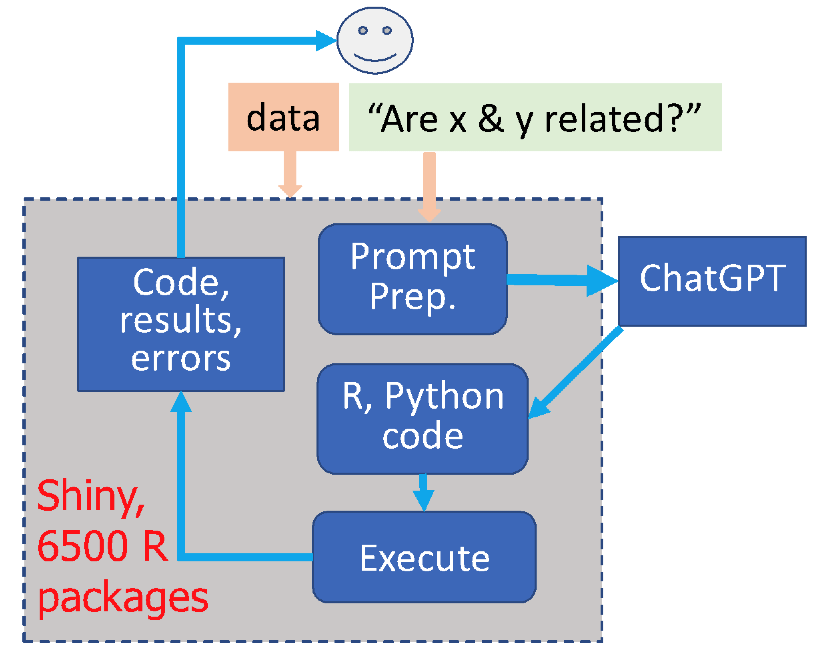 data
“Are x & y related?”
Prompt
Prep.
ChatGPT
Code,
results,
errors
R, Python
code
Shiny,
6500 R
packages
Execute